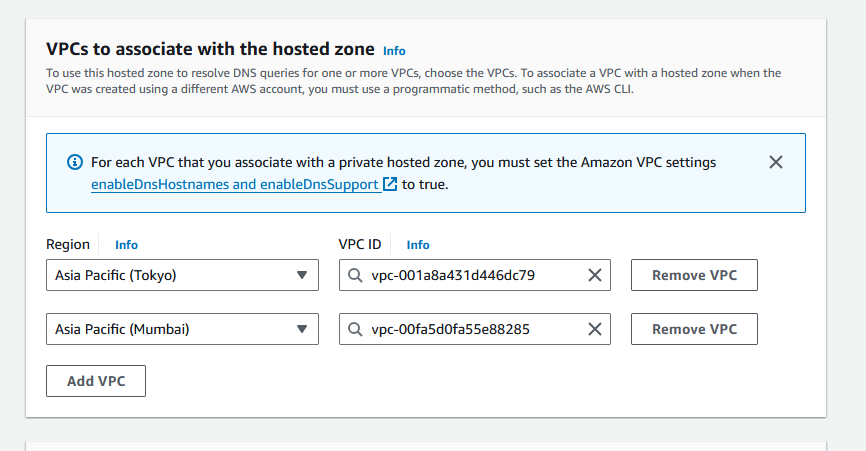 VPCs to associate with the hosted zone Info
To use this hosted zone to resolve DNS queries for one or more VPCs, choose the VPCs. To associate a VPC with a hosted zone when the
VPC was created using a different AWS account, you must use a programmatic method, such as the AWS CLI.
For each VPC that you associate with a private hosted zone, you must set the Amazon VPC settings
enableDnsHostnames and enableDnsSupport to true.
Region Info VPC ID Info
Asia Pacific (Tokyo) vpc-001a8a431d446dc79 Remove VPC
Asia Pacific (Mumbai) vpc-00fa5d0fa55e88285 Remove VPC
Add VPC